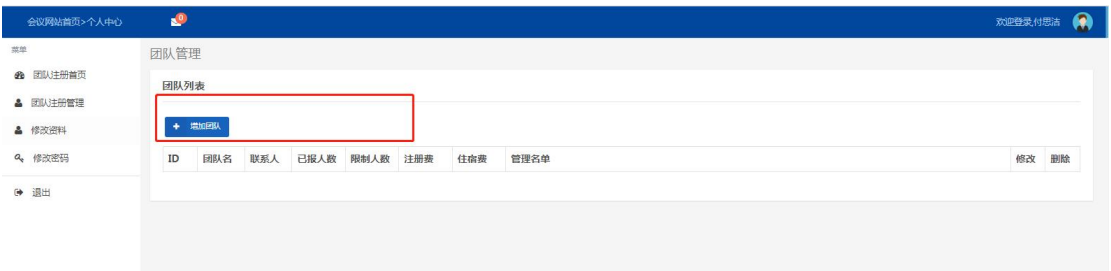 会议网站首页>个人中心 0 欢迎登录,付思洁
菜单
团队注册首页
团队注册管理
修改资料
修改密码
退出
团队管理
团队列表
+ 增加团队
ID 团队名 联系人 已报人数 限制人数 注册费 住宿费 管理名单 修改 删除